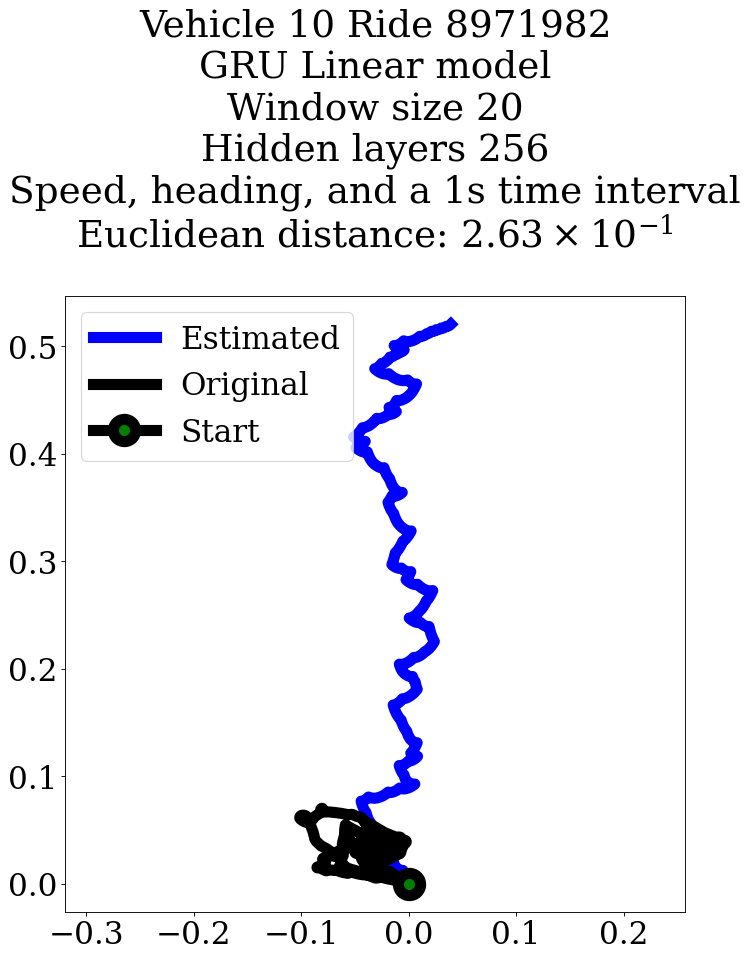 Vehicle 10 Ride 8971982
GRU Linear model
Window size 20
Hidden layers 256
Speed, heading, and a 1s time interval
Euclidean distance: 2.63 × 10⁻¹
Estimated
Original
Start
0.5
0.4
0.3
0.2
0.1
0.0
−0.3 −0.2 −0.1 0.0 0.1 0.2